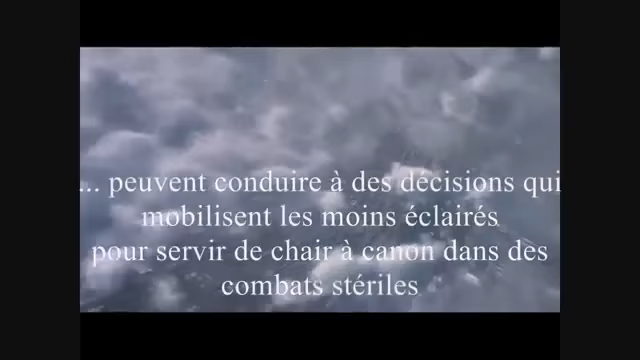 ... peuvent conduire à des décisions qui
mobilisent les moins éclairés
pour servir de chair à canon dans des
combats stériles